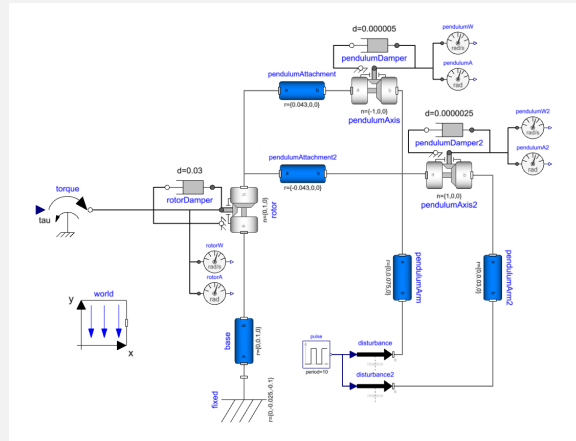 d=0.000005
pendulumDamper
pendulumW
rad/s
pendulumA
rad
pendulumAttachment
a
b
r={0.043,0,0}
n={-1,0,0}
pendulumAxis
d=0.0000025
pendulumDamper2
pendulumW2
rad/s
pendulumA2
rad
pendulumAttachment2
a
b
r={-0.043,0,0}
n={1,0,0}
pendulumAxis2
d=0.03
rotorDamper
torque
tau
n={0,1,0}
rotor
rotorW
rad/s
rotorA
rad
world
y
x
base
r={0,0.1,0}
fixed
r={0,-0.025,-0.1}
r={0,0.075,0}
pendulumArm
r={0,0.03,0}
pendulumArm2
pulse
period=10
disturbance
disturbance2